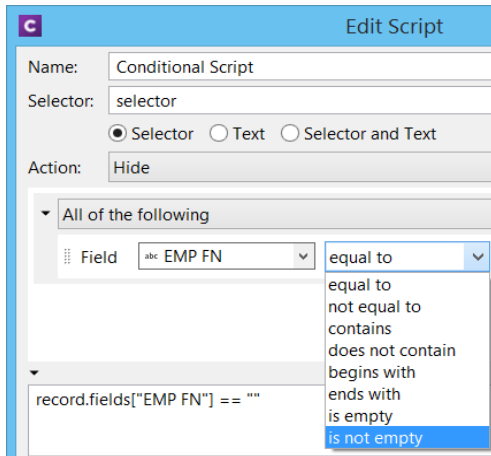 C Edit Script
Name: Conditional Script
Selector: selector
Selector Text Selector and Text
Action: Hide
All of the following
Field abc EMP FN equal to
equal to
not equal to
contains
does not contain
begins with
ends with
is empty
is not empty
record.fields["EMP FN"] == ""